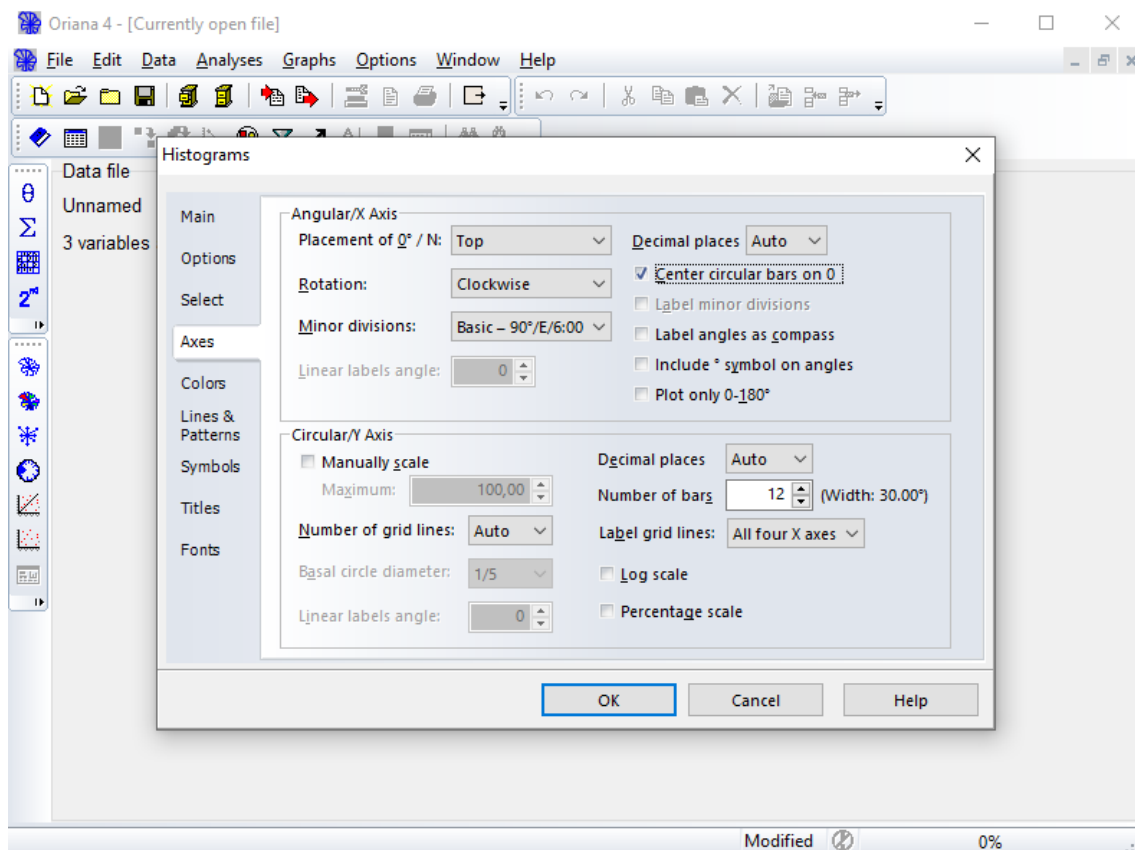 Oriana 4 - [Currently open file]
File Edit Data Analyses Graphs Options Window Help
Data file
Unnamed
3 variables
θ
Σ
2nd
Histograms
Main
Options
Select
Axes
Colors
Lines &
Patterns
Symbols
Titles
Fonts
Angular/X Axis
Placement of 0° / N: Top
Decimal places Auto
Rotation: Clockwise
Center circular bars on 0
Label minor divisions
Minor divisions: Basic – 90°/E/6:00
Label angles as compass
Linear labels angle: 0
Include ° symbol on angles
Plot only 0-180°
Circular/Y Axis
Manually scale
Maximum: 100,00
Decimal places Auto
Number of bars 12 (Width: 30.00°)
Number of grid lines: Auto
Label grid lines: All four X axes
Basal circle diameter: 1/5
Log scale
Linear labels angle: 0
Percentage scale
OK Cancel Help
Modified 0%